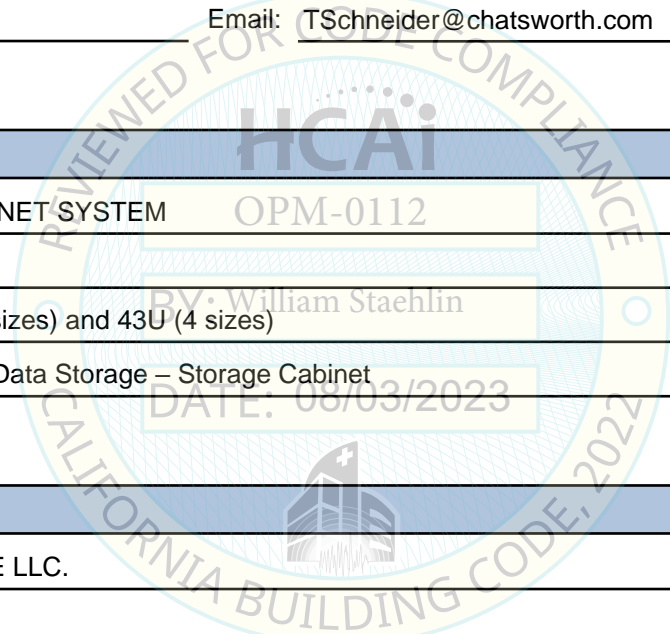 Email: TSchneider@chatsworth.com
REVIEWED FOR CODE COMPLIANCE
HCAi
NET SYSTEM
OPM-0112
BY: William Staehlin
sizes) and 43U (4 sizes)
Data Storage – Storage Cabinet
DATE: 08/03/2023
E LLC.
CALIFORNIA BUILDING CODE, 2022